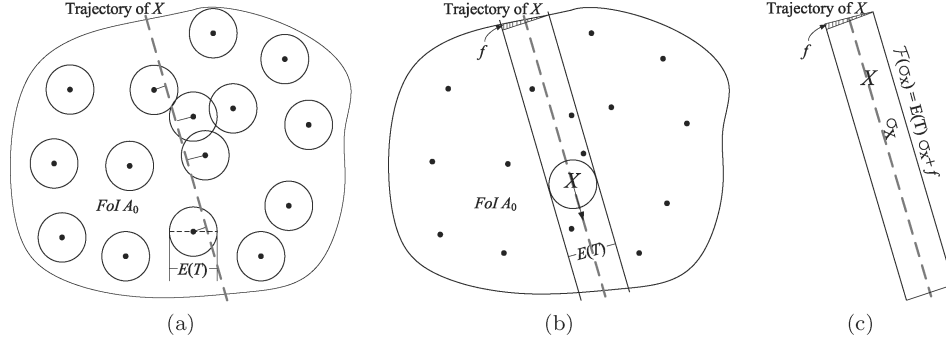 Trajectory of X
FoI A₀
E(T)
(a)
Trajectory of X
f
X
FoI A₀
E(T)
(b)
Trajectory of X
f
X
σX
F(σX) = E(T) σX + f
(c)